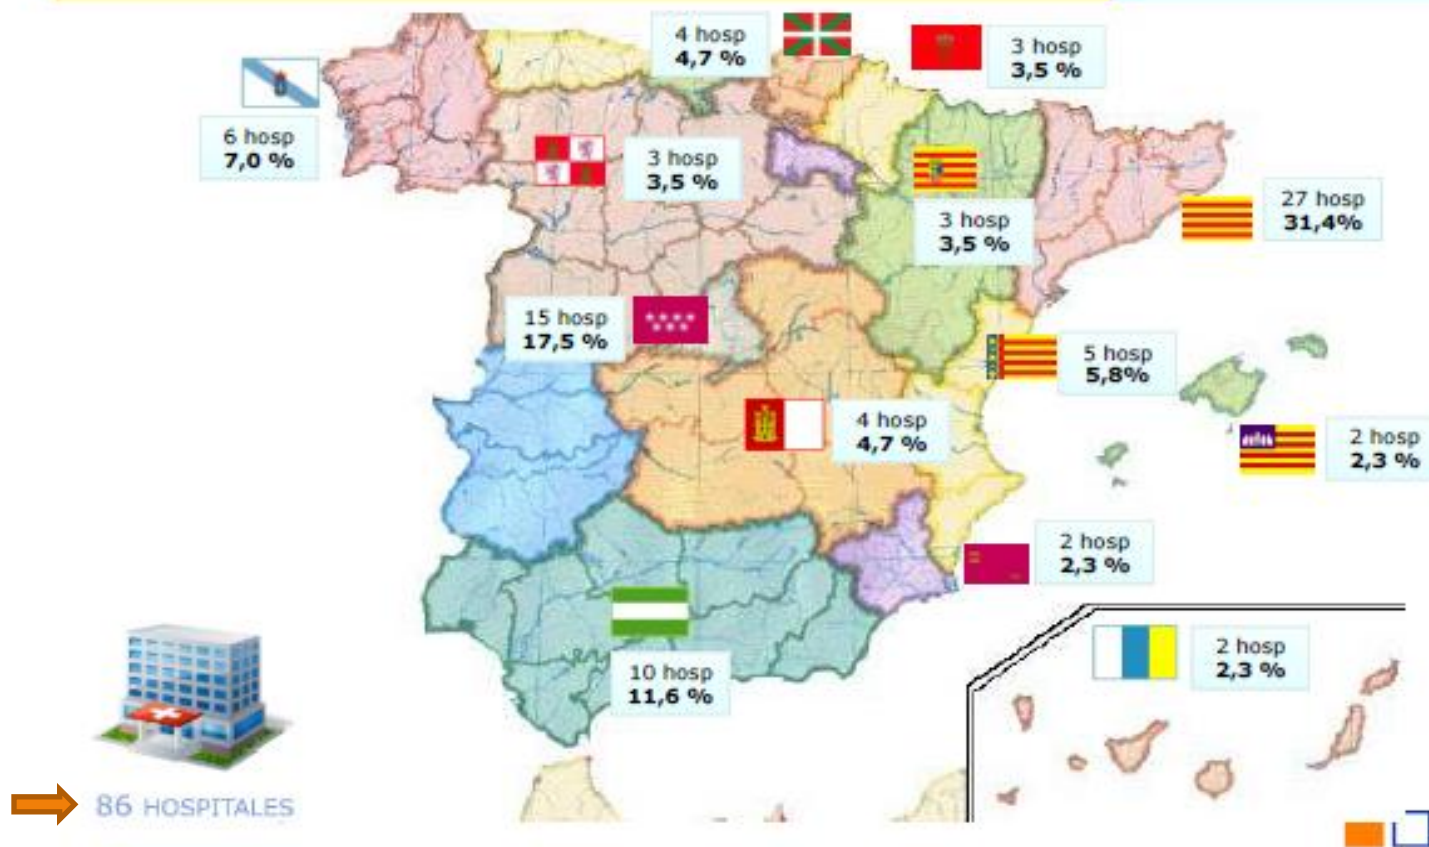 4 hosp
4,7 %
3 hosp
3,5 %
6 hosp
7,0 %
3 hosp
3,5 %
3 hosp
3,5 %
27 hosp
31,4%
15 hosp
17,5 %
5 hosp
5,8%
4 hosp
4,7 %
2 hosp
2,3 %
2 hosp
2,3 %
10 hosp
11,6 %
2 hosp
2,3 %
86 HOSPITALES